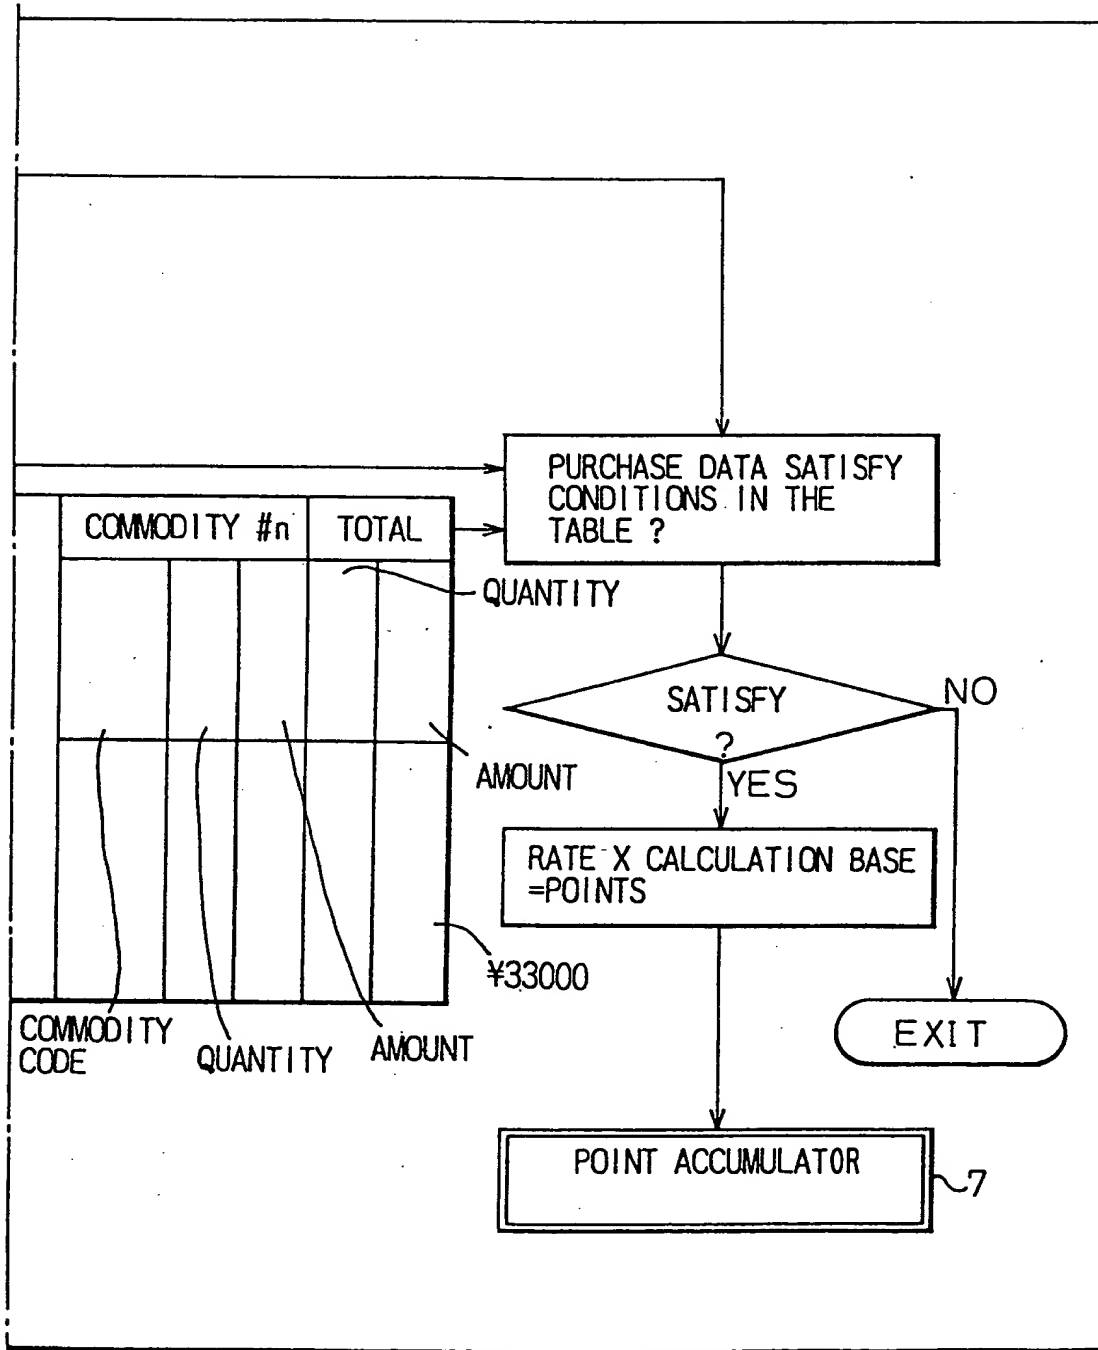 PURCHASE DATA SATISFY
CONDITIONS IN THE
TABLE ?
COMMODITY #n
TOTAL
QUANTITY
SATISFY
?
NO
YES
AMOUNT
RATE X CALCULATION BASE
=POINTS
¥33000
COMMODITY
CODE
QUANTITY
AMOUNT
EXIT
POINT ACCUMULATOR
7